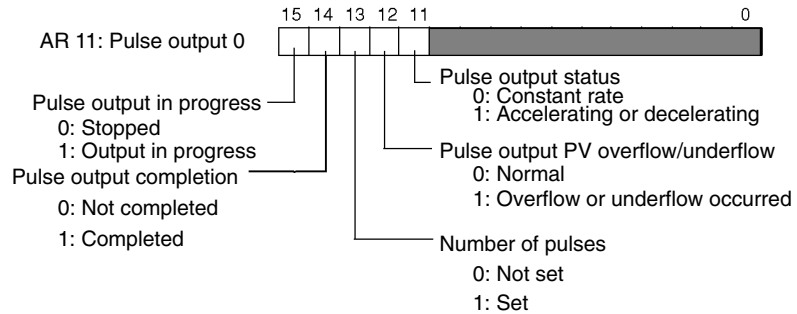 15 14 13 12 11 0
AR 11: Pulse output 0
Pulse output in progress
0: Stopped
1: Output in progress
Pulse output completion
0: Not completed
1: Completed
Pulse output status
0: Constant rate
1: Accelerating or decelerating
Pulse output PV overflow/underflow
0: Normal
1: Overflow or underflow occurred
Number of pulses
0: Not set
1: Set